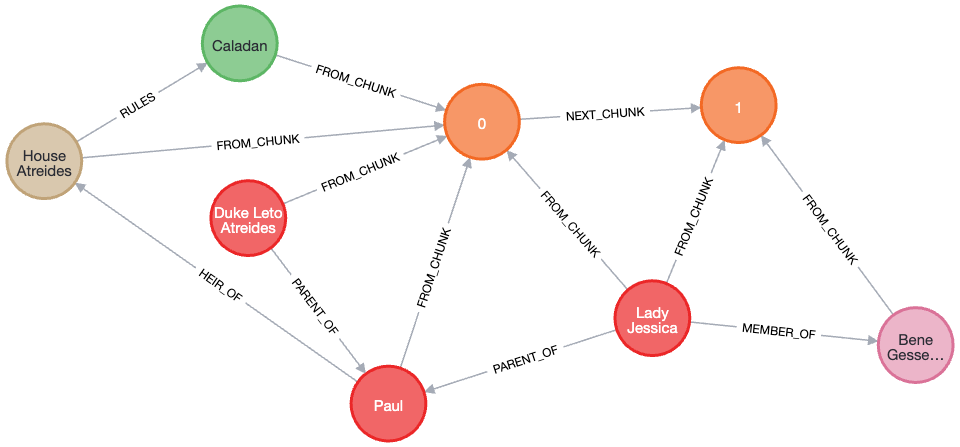 Caladan
FROM_CHUNK
RULES
0
NEXT_CHUNK
1
House
Atreides
FROM_CHUNK
FROM_CHUNK
Duke Leto
Atreides
FROM_CHUNK
FROM_CHUNK
FROM_CHUNK
FROM_CHUNK
HEIR_OF
PARENT_OF
Lady
Jessica
MEMBER_OF
Bene
Gesse…
PARENT_OF
Paul